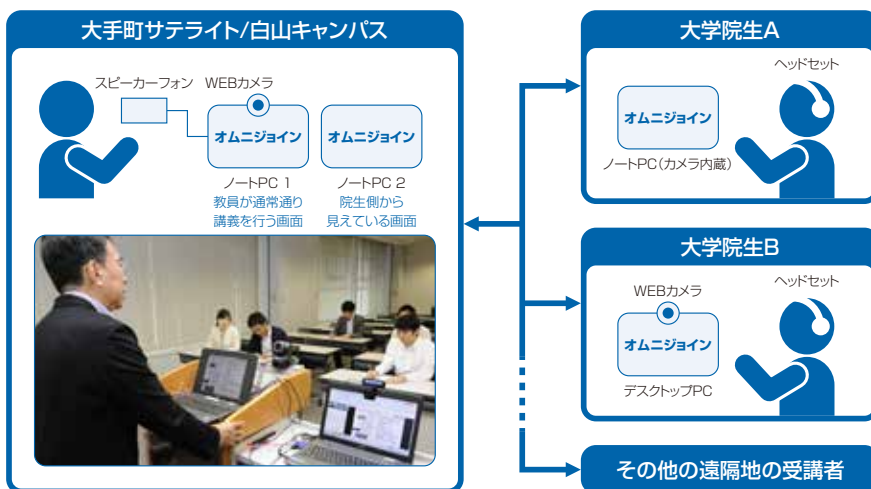 大手町サテライト/白山キャンパス
スピーカーフォン
WEBカメラ
オムニジョイン
オムニジョイン
ノートPC 1
教員が通常通り
講義を行う画面
ノートPC 2
院生側から
見えている画面
大学院生A
ヘッドセット
オムニジョイン
ノートPC（カメラ内蔵）
大学院生B
WEBカメラ
ヘッドセット
オムニジョイン
デスクトップPC
その他の遠隔地の受講者